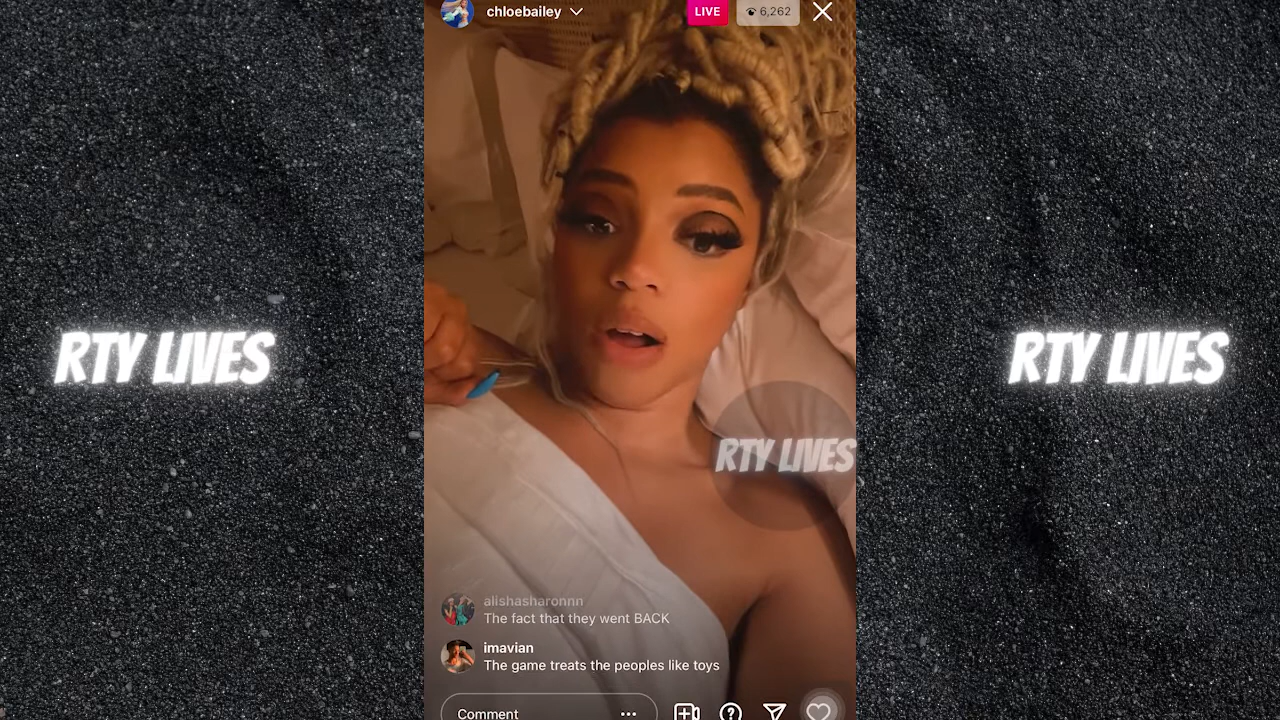 chloebailey
LIVE
6,262
RTY LIVES
RTY LIVES
RTY LIVES
alishasharonnn
The fact that they went BACK
imavian
The game treats the peoples like toys
Comment